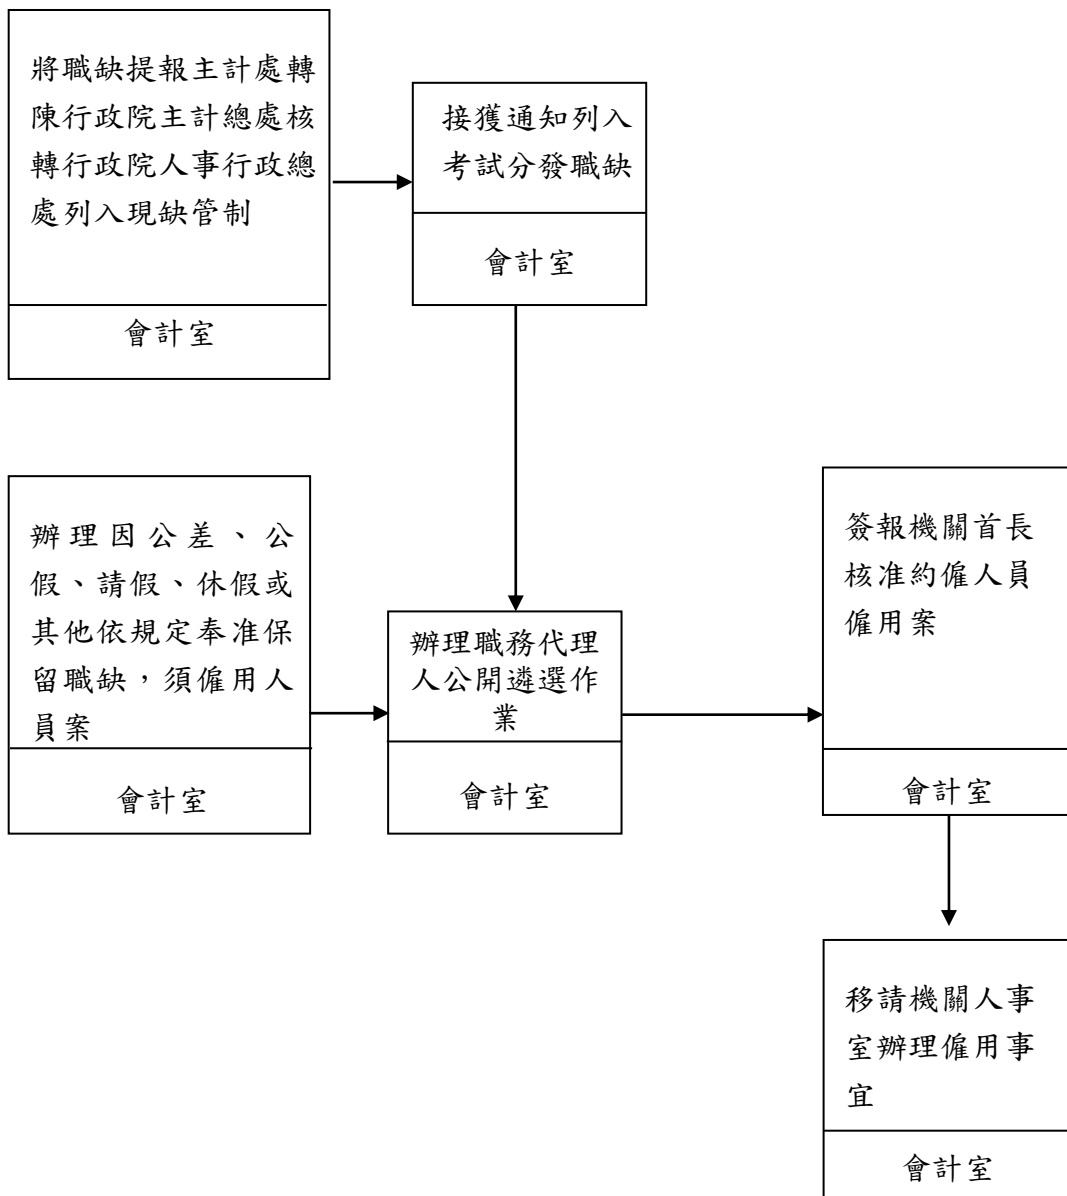 將職缺提報主計處轉
陳行政院主計總處核
轉行政院人事行政總
處列入現缺管制
會計室
接獲通知列入
考試分發職缺
會計室
辦理因公差、公
假、請假、休假或
其他依規定奉准保
留職缺，須僱用人
員案
會計室
辦理職務代理
人公開遴選作
業
會計室
簽報機關首長
核准約僱人員
僱用案
會計室
移請機關人事
室辦理僱用事
宜
會計室